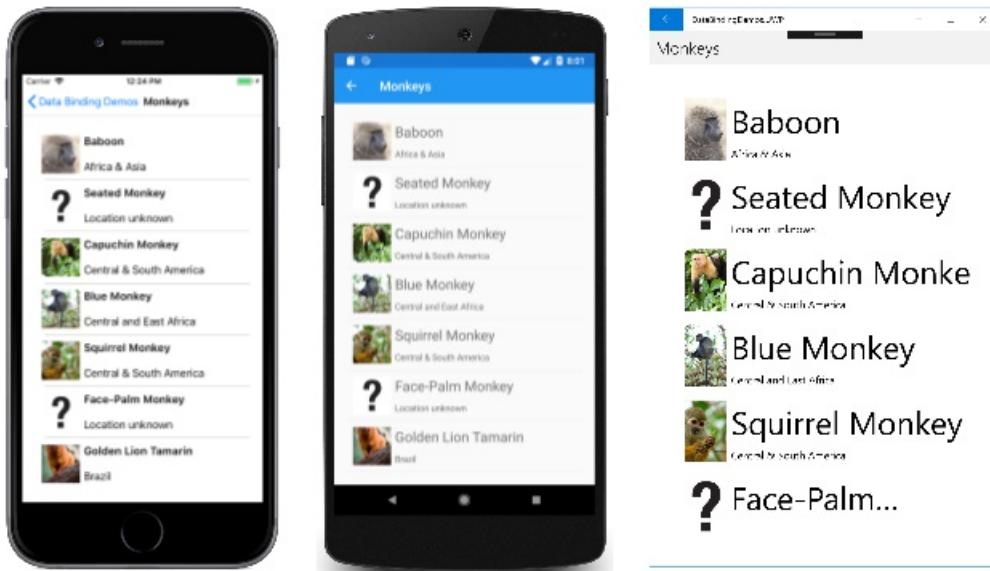 Carrier 12:24 PM
Data Binding Demos Monkeys
Baboon
Africa & Asia
Seated Monkey
Location unknown
Capuchin Monkey
Central & South America
Blue Monkey
Central and East Africa
Squirrel Monkey
Central & South America
Face-Palm Monkey
Location unknown
Golden Lion Tamarin
Brazil
8:01
Monkeys
Baboon
Africa & Asia
Seated Monkey
Location unknown
Capuchin Monkey
Central & South America
Blue Monkey
Central and East Africa
Squirrel Monkey
Central & South America
Face-Palm Monkey
Location unknown
Golden Lion Tamarin
Brazil
DataBindingDemos.UWP
Monkeys
Baboon
Africa & Asia
Seated Monkey
Location unknown
Capuchin Monke
Central & South America
Blue Monkey
Central and East Africa
Squirrel Monkey
Central & South America
Face-Palm...